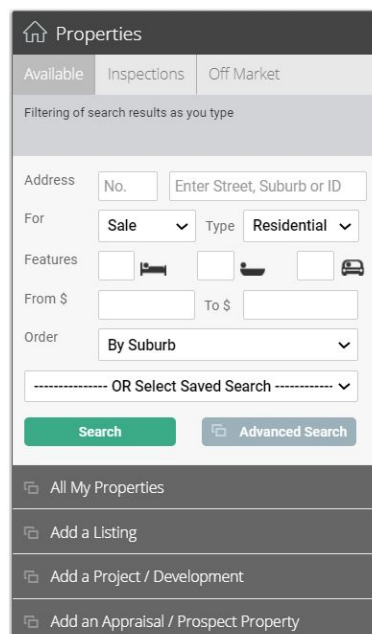 Properties
Available Inspections Off Market
Filtering of search results as you type
Address No. Enter Street, Suburb or ID
For Sale Type Residential
Features
From $ To $
Order By Suburb
--------------- OR Select Saved Search ------------
Search Advanced Search
All My Properties
Add a Listing
Add a Project / Development
Add an Appraisal / Prospect Property